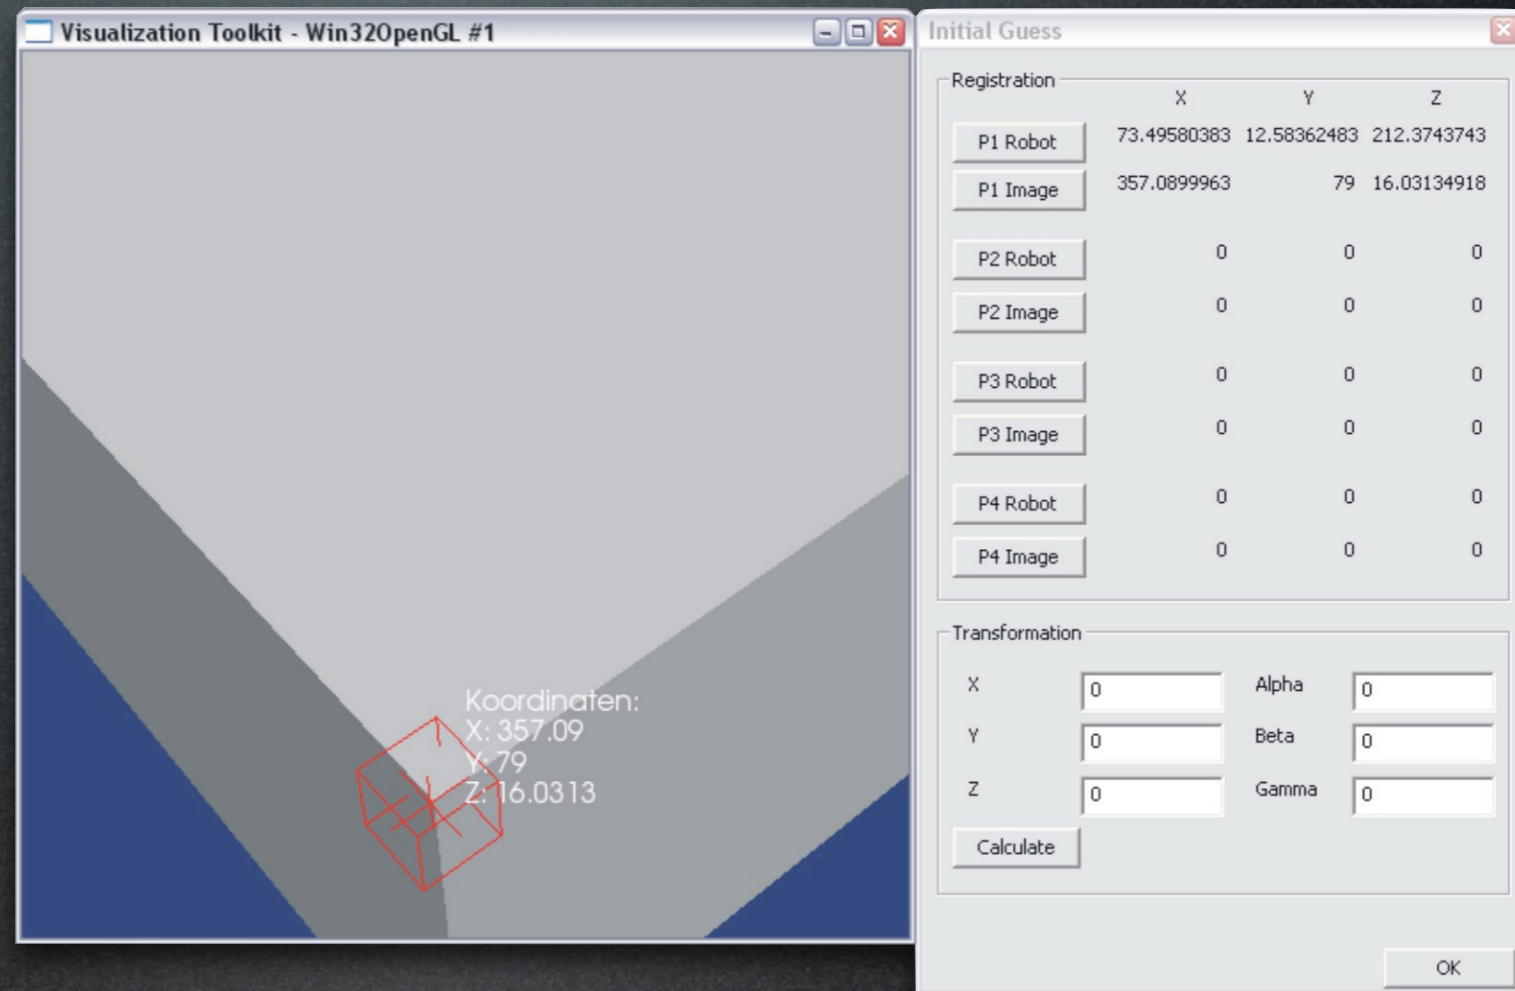 Visualization Toolkit - Win32OpenGL #1
Koordinaten:
X: 357.09
Y: 79
Z: 16.0313
Initial Guess
Registration
X Y Z
P1 Robot 73.49580383 12.58362483 212.3743743
P1 Image 357.0899963 79 16.03134918
P2 Robot 0 0 0
P2 Image 0 0 0
P3 Robot 0 0 0
P3 Image 0 0 0
P4 Robot 0 0 0
P4 Image 0 0 0
Transformation
X 0 Alpha 0
Y 0 Beta 0
Z 0 Gamma 0
Calculate
OK